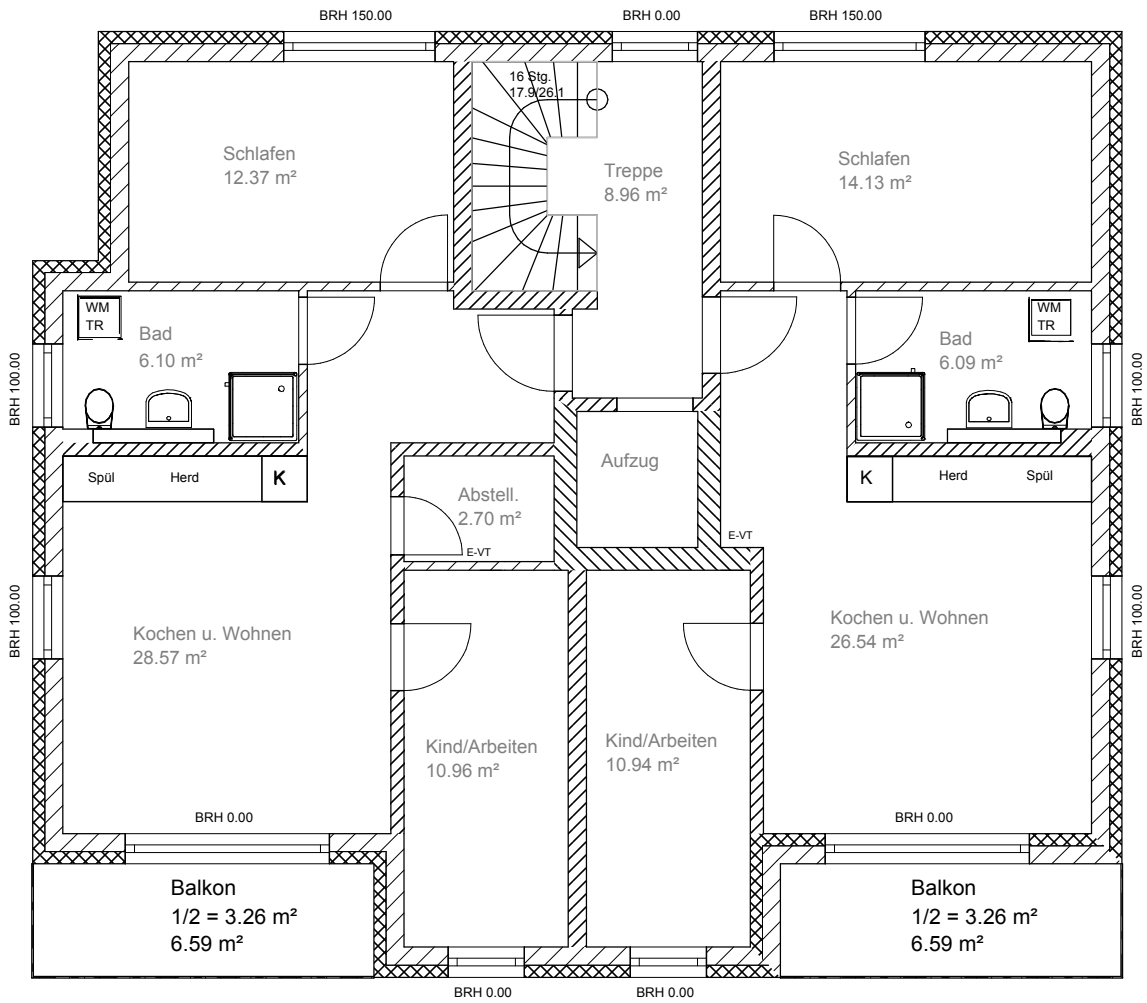 BRH 150.00
BRH 0.00
BRH 150.00
16 Stg.
17.9/26.1
Schlafen
12.37 m²
Treppe
8.96 m²
Schlafen
14.13 m²
WM
TR
Bad
6.10 m²
WM
TR
Bad
6.09 m²
BRH 100.00
BRH 100.00
Spül
Herd
K
Abstell.
2.70 m²
E-VT
Aufzug
E-VT
K
Herd
Spül
BRH 100.00
Kochen u. Wohnen
28.57 m²
Kochen u. Wohnen
26.54 m²
BRH 100.00
Kind/Arbeiten
10.96 m²
Kind/Arbeiten
10.94 m²
BRH 0.00
BRH 0.00
Balkon
1/2 = 3.26 m²
6.59 m²
Balkon
1/2 = 3.26 m²
6.59 m²
BRH 0.00
BRH 0.00